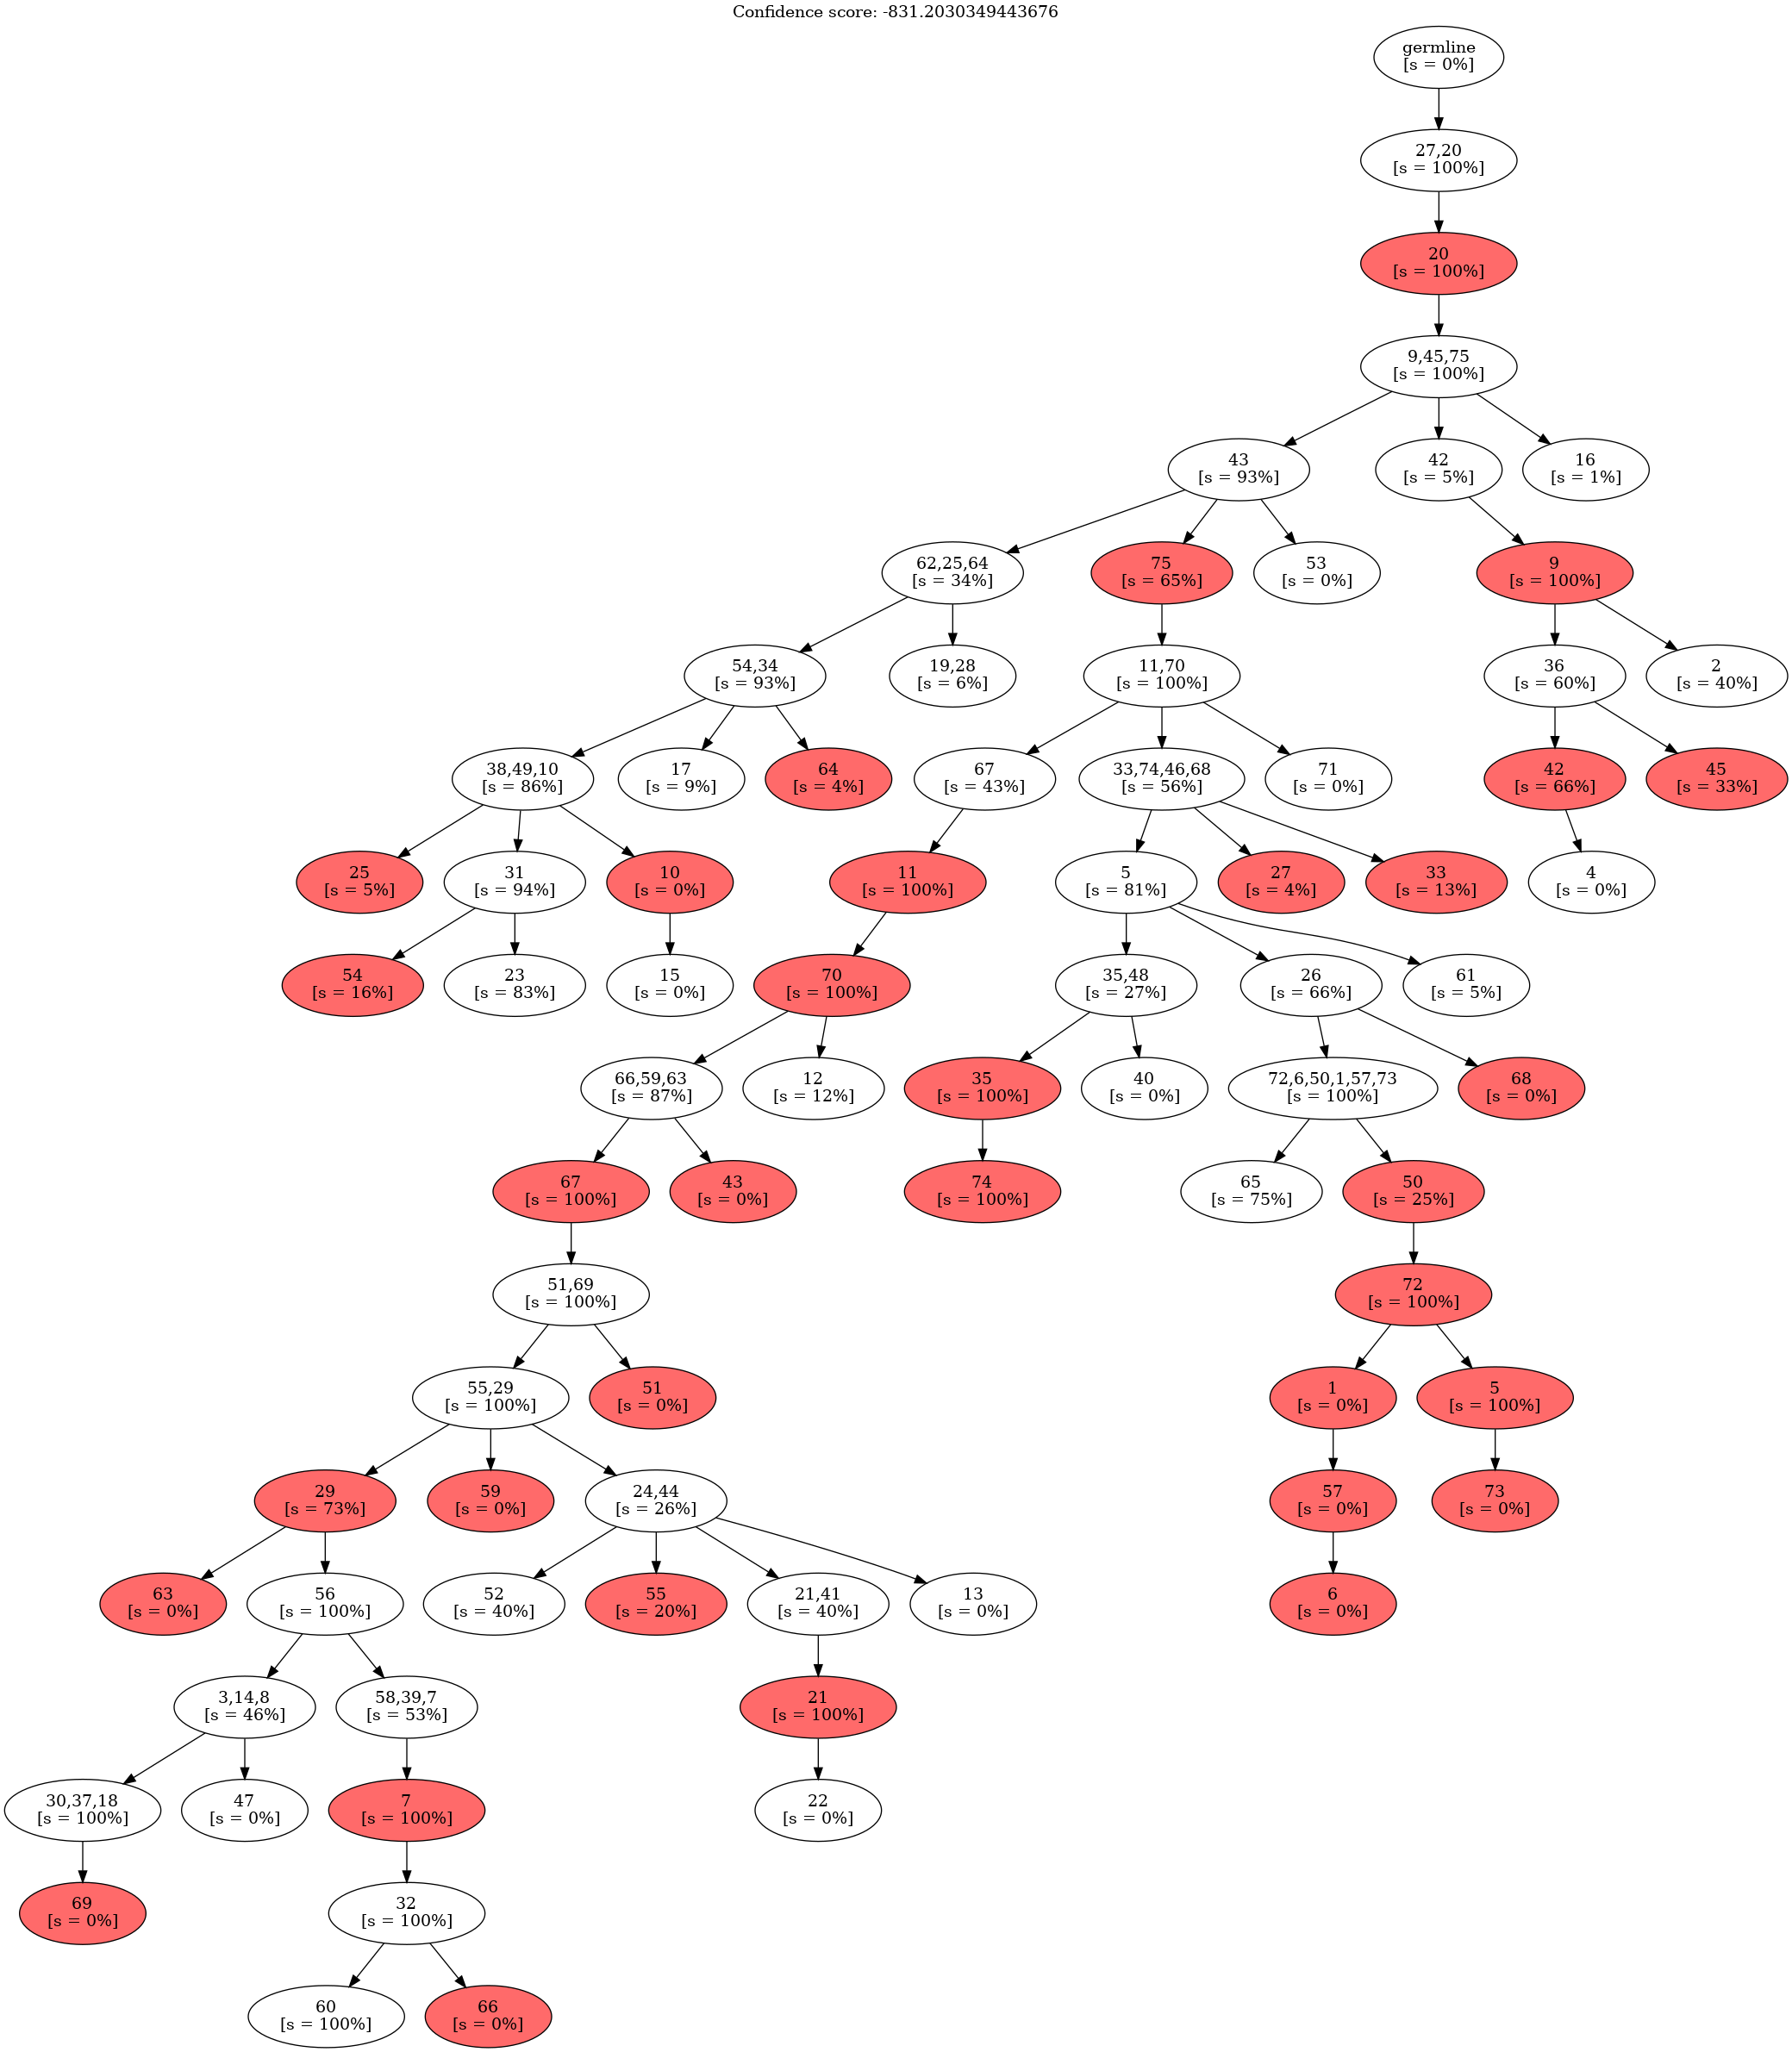 Confidence score: -831.2030349443676
germline
[s = 0%]
27,20
[s = 100%]
20
[s = 100%]
9,45,75
[s = 100%]
43
[s = 93%]
42
[s = 5%]
16
[s = 1%]
62,25,64
[s = 34%]
75
[s = 65%]
53
[s = 0%]
9
[s = 100%]
54,34
[s = 93%]
19,28
[s = 6%]
11,70
[s = 100%]
36
[s = 60%]
2
[s = 40%]
38,49,10
[s = 86%]
17
[s = 9%]
64
[s = 4%]
67
[s = 43%]
33,74,46,68
[s = 56%]
71
[s = 0%]
42
[s = 66%]
45
[s = 33%]
25
[s = 5%]
31
[s = 94%]
10
[s = 0%]
11
[s = 100%]
5
[s = 81%]
27
[s = 4%]
33
[s = 13%]
4
[s = 0%]
54
[s = 16%]
23
[s = 83%]
15
[s = 0%]
70
[s = 100%]
35,48
[s = 27%]
26
[s = 66%]
61
[s = 5%]
66,59,63
[s = 87%]
12
[s = 12%]
35
[s = 100%]
40
[s = 0%]
72,6,50,1,57,73
[s = 100%]
68
[s = 0%]
67
[s = 100%]
43
[s = 0%]
74
[s = 100%]
65
[s = 75%]
50
[s = 25%]
51,69
[s = 100%]
72
[s = 100%]
55,29
[s = 100%]
51
[s = 0%]
1
[s = 0%]
5
[s = 100%]
29
[s = 73%]
59
[s = 0%]
24,44
[s = 26%]
57
[s = 0%]
73
[s = 0%]
63
[s = 0%]
56
[s = 100%]
52
[s = 40%]
55
[s = 20%]
21,41
[s = 40%]
13
[s = 0%]
6
[s = 0%]
3,14,8
[s = 46%]
58,39,7
[s = 53%]
21
[s = 100%]
30,37,18
[s = 100%]
47
[s = 0%]
7
[s = 100%]
22
[s = 0%]
69
[s = 0%]
32
[s = 100%]
60
[s = 100%]
66
[s = 0%]